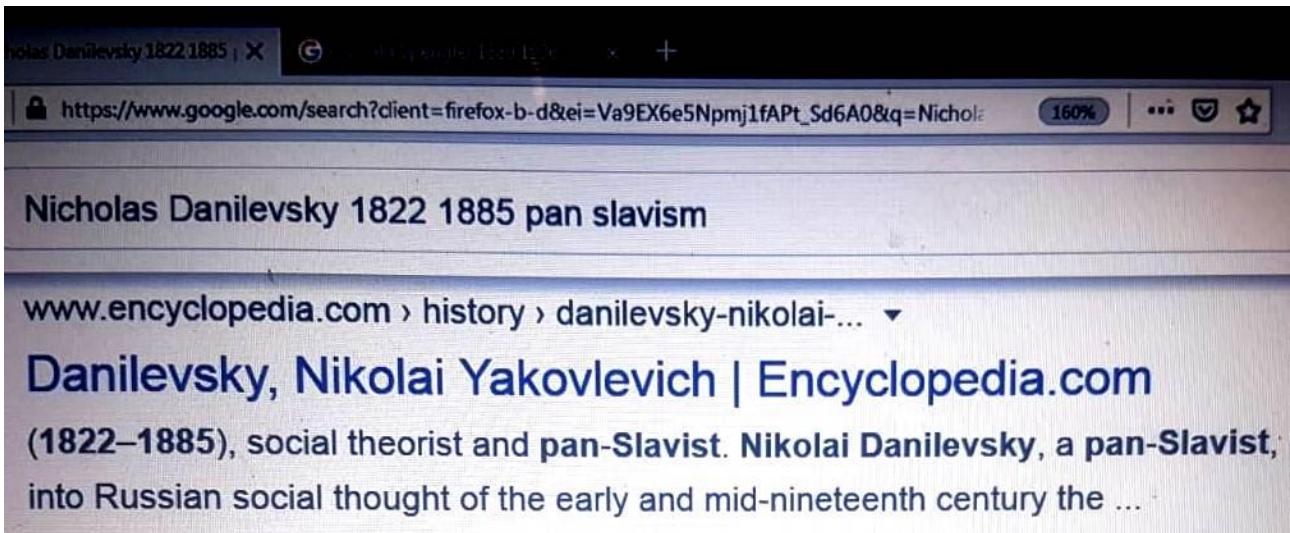 holas Danilevsky 1822 1885
https://www.google.com/search?client=firefox-b-d&ei=Va9EX6e5Npmj1fAPt_Sd6A0&q=Nichola 160%
Nicholas Danilevsky 1822 1885 pan slavism
www.encyclopedia.com › history › danilevsky-nikolai-...
Danilevsky, Nikolai Yakovlevich | Encyclopedia.com
(1822–1885), social theorist and pan-Slavist. Nikolai Danilevsky, a pan-Slavist,
into Russian social thought of the early and mid-nineteenth century the ...